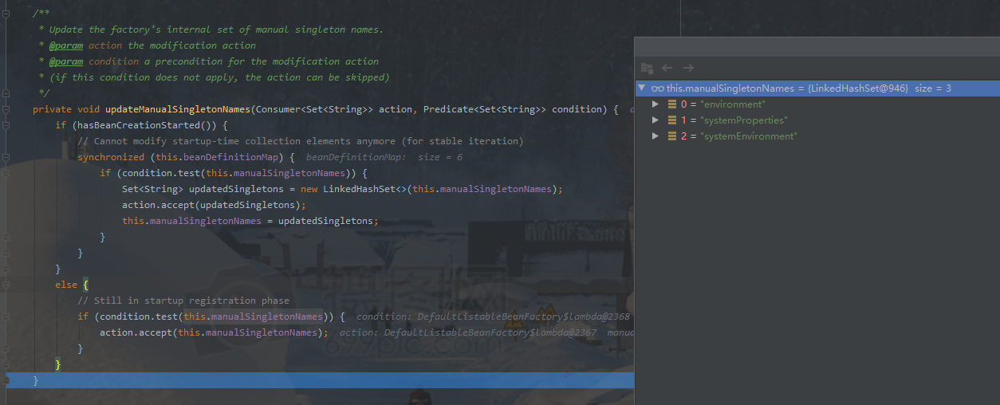 /**
* Update the factory's internal set of manual singleton names.
* @param action the modification action
* @param condition a precondition for the modification action
* (if this condition does not apply, the action can be skipped)
*/
private void updateManualSingletonNames(Consumer<Set<String>> action, Predicate<Set<String>> condition) {
if (hasBeanCreationStarted()) {
// Cannot modify startup-time collection elements anymore (for stable iteration)
synchronized (this.beanDefinitionMap) { beanDefinitionMap: size = 6
if (condition.test(this.manualSingletonNames)) {
Set<String> updatedSingletons = new LinkedHashSet<>(this.manualSingletonNames);
action.accept(updatedSingletons);
this.manualSingletonNames = updatedSingletons;
}
}
}
else {
// Still in startup registration phase
if (condition.test(this.manualSingletonNames)) { condition: DefaultListableBeanFactory$lambda@2368
action.accept(this.manualSingletonNames); action: DefaultListableBeanFactory$lambda@2367 manua
}
}
}
this.manualSingletonNames = {LinkedHashSet@946} size = 3
0 = "environment"
1 = "systemProperties"
2 = "systemEnvironment"